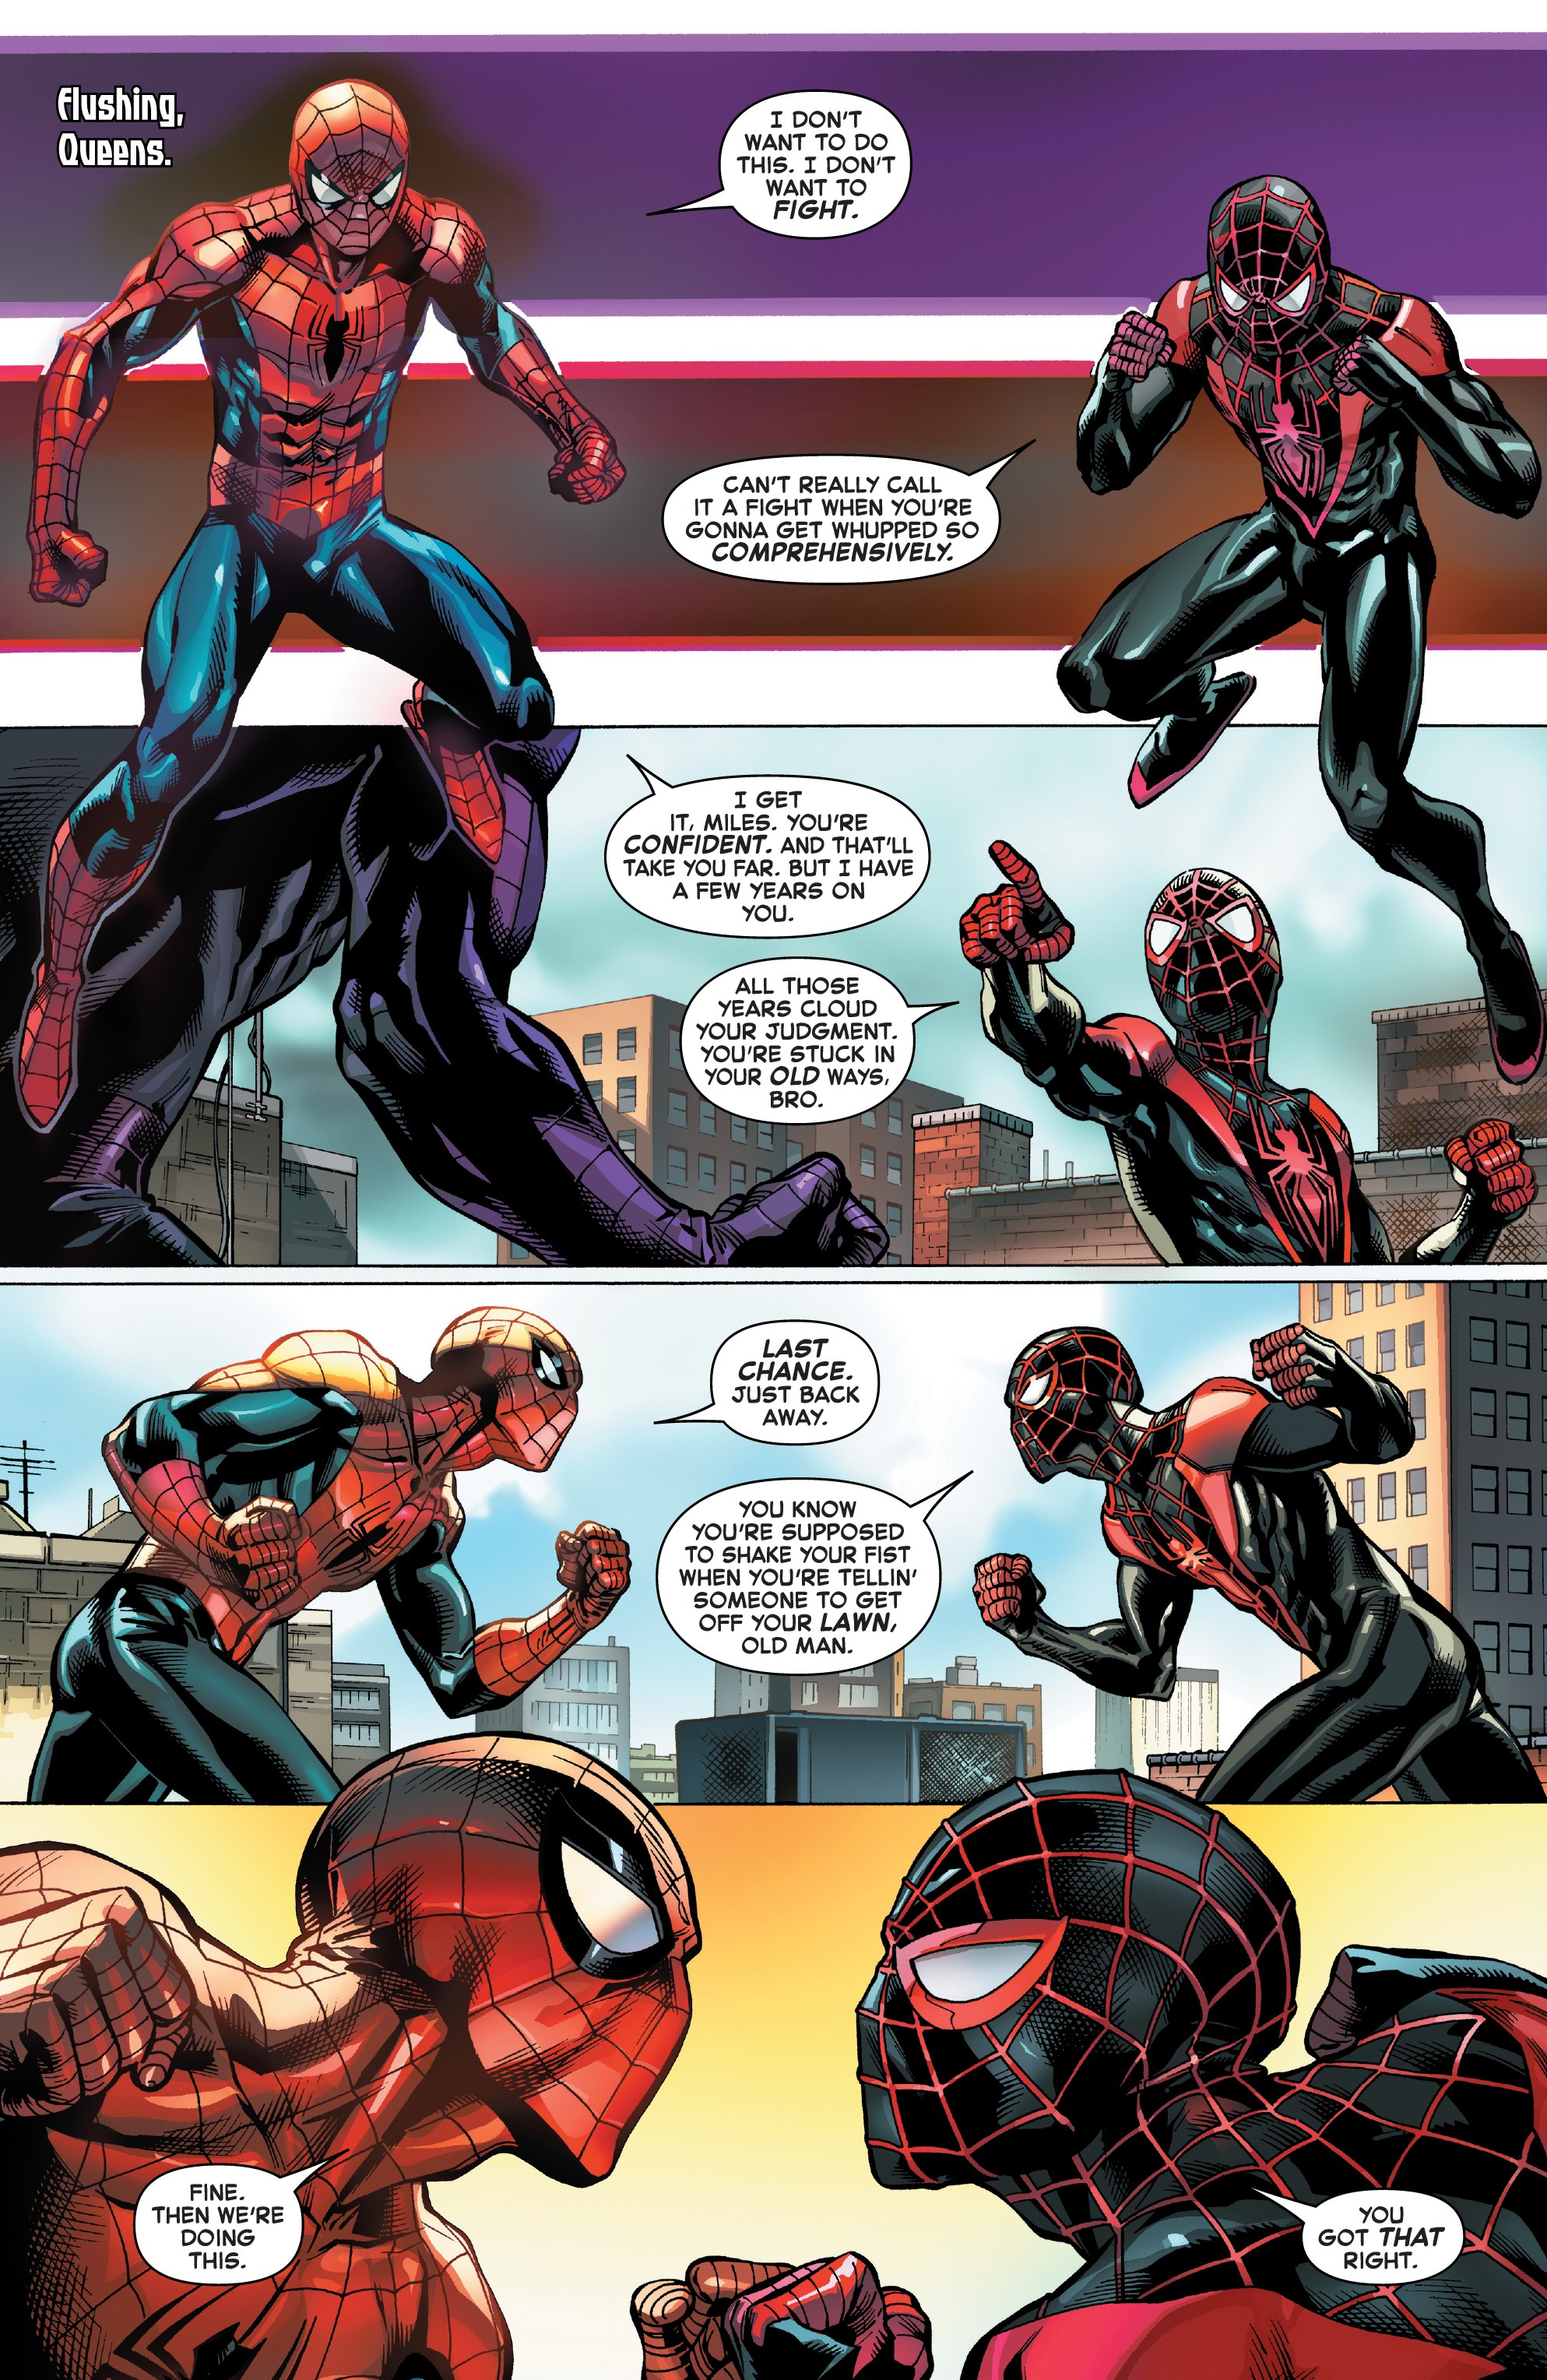 Flushing,
Queens.
I DON'T
WANT TO DO
THIS. I DON'T
WANT TO
FIGHT.
CAN'T REALLY CALL
IT A FIGHT WHEN YOU'RE
GONNA GET WHUPPED SO
COMPREHENSIVELY.
I GET
IT, MILES. YOU'RE
CONFIDENT. AND THAT'LL
TAKE YOU FAR. BUT I HAVE
A FEW YEARS ON
YOU.
ALL THOSE
YEARS CLOUD
YOUR JUDGMENT.
YOU'RE STUCK IN
YOUR OLD WAYS,
BRO.
LAST
CHANCE.
JUST BACK
AWAY.
YOU KNOW
YOU'RE SUPPOSED
TO SHAKE YOUR FIST
WHEN YOU'RE TELLIN'
SOMEONE TO GET
OFF YOUR LAWN,
OLD MAN.
FINE.
THEN WE'RE
DOING
THIS.
YOU
GOT THAT
RIGHT.